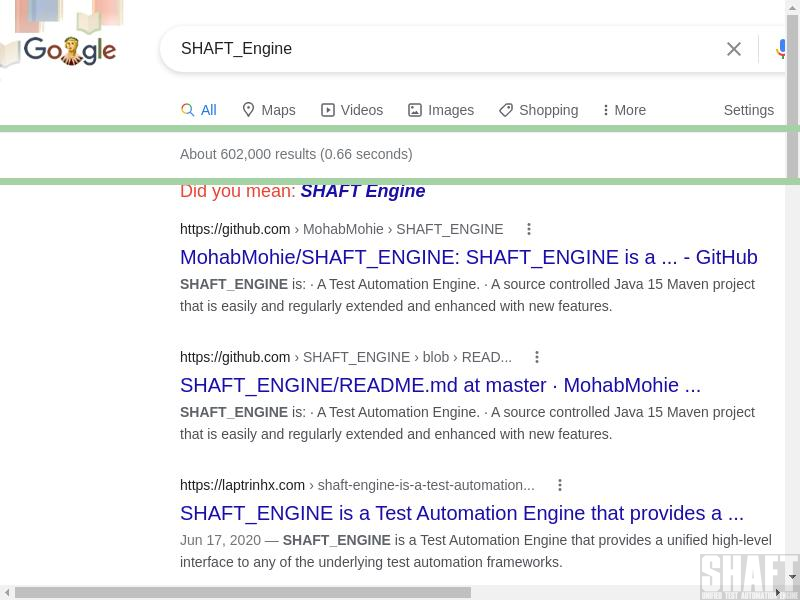 Google
SHAFT_Engine
All
Maps
Videos
Images
Shopping
More
Settings
About 602,000 results (0.66 seconds)
Did you mean: SHAFT Engine
https://github.com › MohabMohie › SHAFT_ENGINE
MohabMohie/SHAFT_ENGINE: SHAFT_ENGINE is a ... - GitHub
SHAFT_ENGINE is: · A Test Automation Engine. · A source controlled Java 15 Maven project
that is easily and regularly extended and enhanced with new features.
https://github.com › SHAFT_ENGINE › blob › READ...
SHAFT_ENGINE/README.md at master · MohabMohie ...
SHAFT_ENGINE is: · A Test Automation Engine. · A source controlled Java 15 Maven project
that is easily and regularly extended and enhanced with new features.
https://laptrinhx.com › shaft-engine-is-a-test-automation...
SHAFT_ENGINE is a Test Automation Engine that provides a ...
Jun 17, 2020 — SHAFT_ENGINE is a Test Automation Engine that provides a unified high-level
interface to any of the underlying test automation frameworks.
SHAFT
UNIFIED TEST AUTOMATION ENGINE